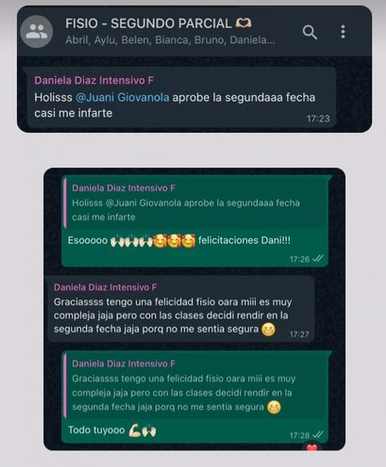 FISIO - SEGUNDO PARCIAL 🫶🏼
Abril, Aylu, Belen, Bianca, Bruno, Daniela...
Daniela Diaz Intensivo F
Holisss @Juani Giovanola aprobe la segundaaa fecha
casi me infarte
17:23
Daniela Diaz Intensivo F
Holisss @Juani Giovanola aprobe la segundaaa fecha
casi me infarte
Esooooo 🙌🏻🙌🏻🙌🏻🥰🥰🥰 felicitaciones Dani!!!
17:26
Daniela Diaz Intensivo F
Graciassss tengo una felicidad fisio oara miii es muy
compleja jaja pero con las clases decidi rendir en la
segunda fecha jaja porq no me sentia segura 😁
17:27
Daniela Diaz Intensivo F
Graciassss tengo una felicidad fisio oara miii es muy
compleja jaja pero con las clases decidi rendir en la
segunda fecha jaja porq no me sentia segura 😁
Todo tuyooo 💪🏻🙌🏻
17:28